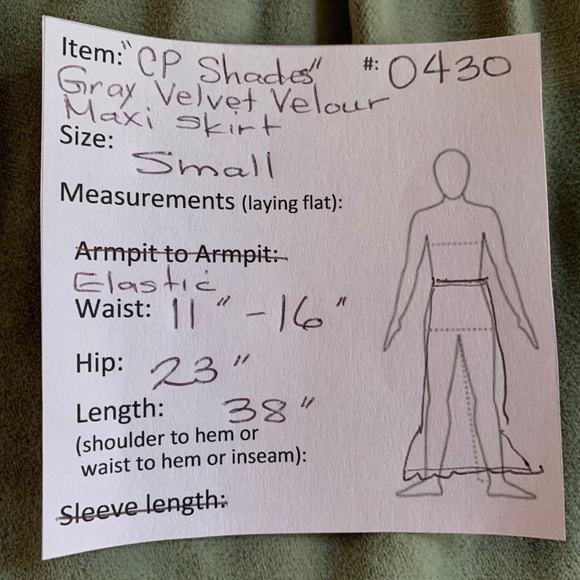 Item: "CP Shades" #: 0430
Gray Velvet Velour
Maxi Skirt
Size:
Small
Measurements (laying flat):
Armpit to Armpit:
Elastic
Waist: 11" - 16"
Hip: 23"
Length: 38"
(shoulder to hem or
waist to hem or inseam):
Sleeve length: